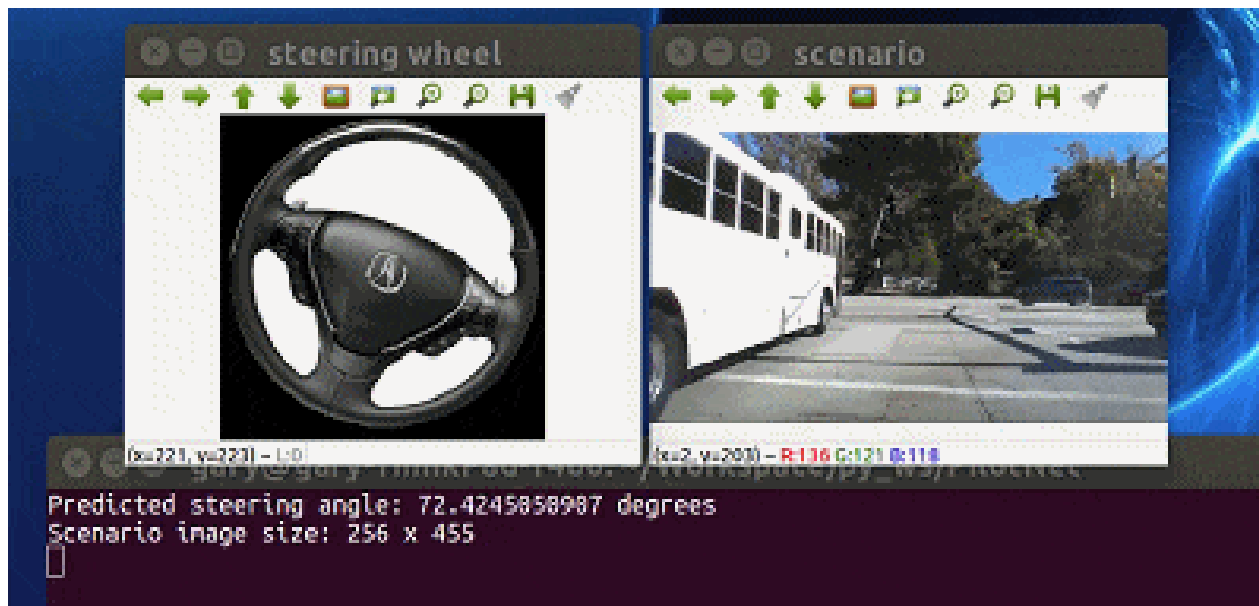 steering wheel
scenario
(x=221, y=223) ~ L:0
(x=2, y=203) ~ R:136 G:121 B:118
Predicted steering angle: 72.4245850987 degrees
Scenario image size: 256 x 455